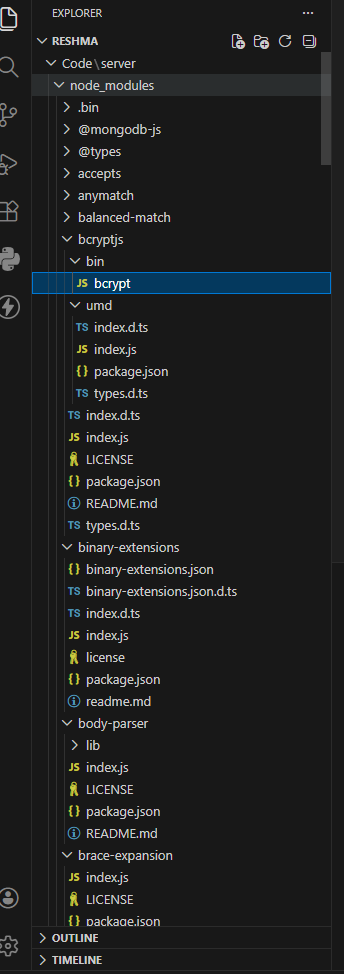 EXPLORER
RESHMA
Code\server
node_modules
.bin
@mongodb-js
@types
accepts
anymatch
balanced-match
bcryptjs
bin
JS bcrypt
umd
TS index.d.ts
JS index.js
{} package.json
TS types.d.ts
TS index.d.ts
JS index.js
LICENSE
{} package.json
README.md
TS types.d.ts
binary-extensions
{} binary-extensions.json
TS binary-extensions.json.d.ts
TS index.d.ts
JS index.js
license
{} package.json
readme.md
body-parser
lib
JS index.js
LICENSE
{} package.json
README.md
brace-expansion
JS index.js
LICENSE
{} package.json
OUTLINE
TIMELINE